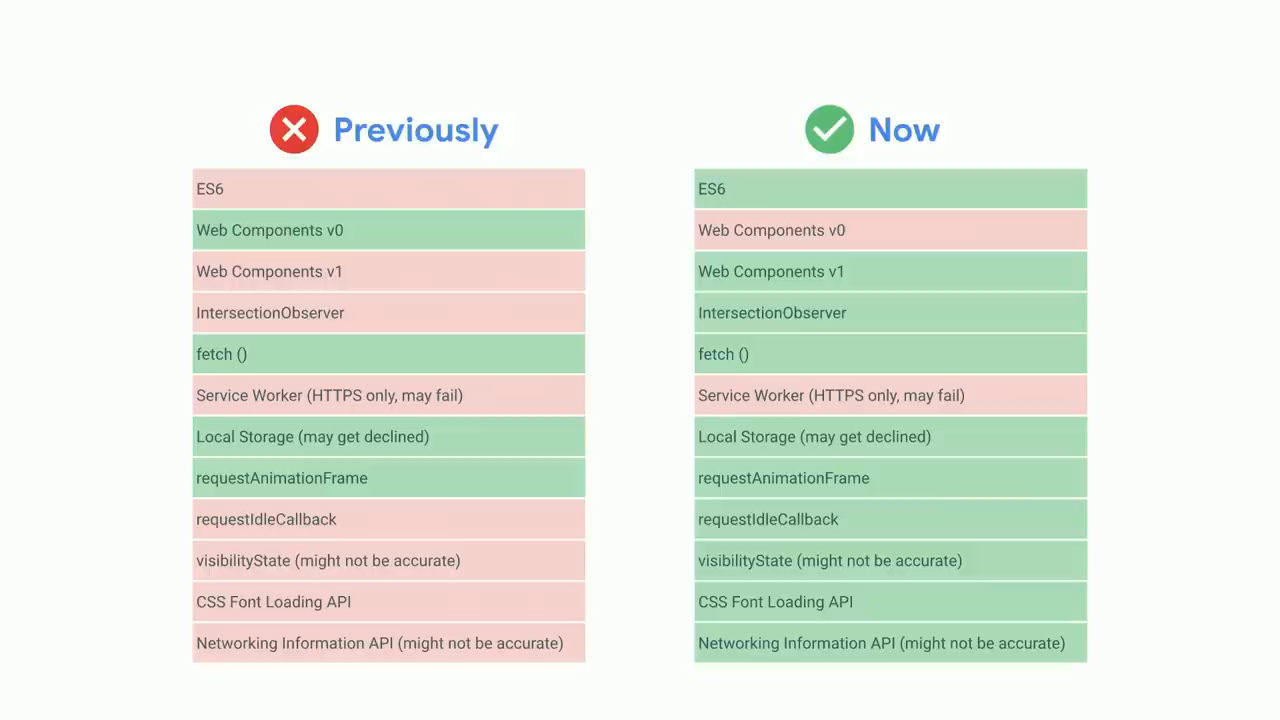 Previously
ES6
Web Components v0
Web Components v1
IntersectionObserver
fetch ()
Service Worker (HTTPS only, may fail)
Local Storage (may get declined)
requestAnimationFrame
requestIdleCallback
visibilityState (might not be accurate)
CSS Font Loading API
Networking Information API (might not be accurate)
Now
ES6
Web Components v0
Web Components v1
IntersectionObserver
fetch ()
Service Worker (HTTPS only, may fail)
Local Storage (may get declined)
requestAnimationFrame
requestIdleCallback
visibilityState (might not be accurate)
CSS Font Loading API
Networking Information API (might not be accurate)